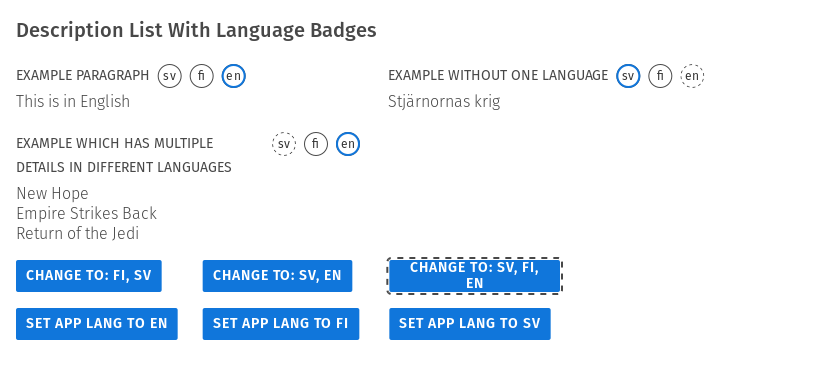 Description List With Language Badges
EXAMPLE PARAGRAPH sv fi en
This is in English
EXAMPLE WITHOUT ONE LANGUAGE sv fi en
Stjärnornas krig
EXAMPLE WHICH HAS MULTIPLE sv fi en
DETAILS IN DIFFERENT LANGUAGES
New Hope
Empire Strikes Back
Return of the Jedi
CHANGE TO: FI, SV
CHANGE TO: SV, EN
CHANGE TO: SV, FI,
EN
SET APP LANG TO EN
SET APP LANG TO FI
SET APP LANG TO SV